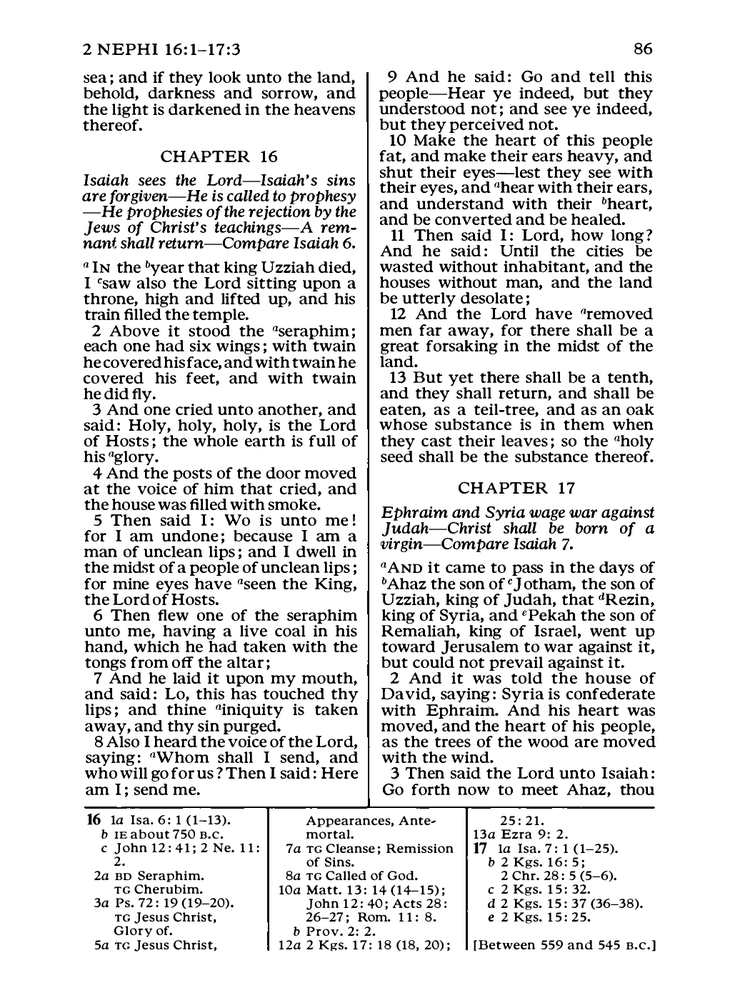 2 NEPHI 16:1–17:3
86
sea; and if they look unto the land,
behold, darkness and sorrow, and
the light is darkened in the heavens
thereof.
CHAPTER 16
Isaiah sees the Lord—Isaiah's sins
are forgiven—He is called to prophesy
—He prophesies of the rejection by the
Jews of Christ's teachings—A rem-
nant shall return—Compare Isaiah 6.
a IN the byear that king Uzziah died,
I csaw also the Lord sitting upon a
throne, high and lifted up, and his
train filled the temple.
2 Above it stood the aseraphim;
each one had six wings; with twain
he covered his face, and with twain he
covered his feet, and with twain
he did fly.
3 And one cried unto another, and
said: Holy, holy, holy, is the Lord
of Hosts; the whole earth is full of
his aglory.
4 And the posts of the door moved
at the voice of him that cried, and
the house was filled with smoke.
5 Then said I: Wo is unto me!
for I am undone; because I am a
man of unclean lips; and I dwell in
the midst of a people of unclean lips;
for mine eyes have aseen the King,
the Lord of Hosts.
6 Then flew one of the seraphim
unto me, having a live coal in his
hand, which he had taken with the
tongs from off the altar;
7 And he laid it upon my mouth,
and said: Lo, this has touched thy
lips; and thine ainiquity is taken
away, and thy sin purged.
8 Also I heard the voice of the Lord,
saying: aWhom shall I send, and
who will go for us? Then I said: Here
am I; send me.
9 And he said: Go and tell this
people—Hear ye indeed, but they
understood not; and see ye indeed,
but they perceived not.
10 Make the heart of this people
fat, and make their ears heavy, and
shut their eyes—lest they see with
their eyes, and ahear with their ears,
and understand with their bheart,
and be converted and be healed.
11 Then said I: Lord, how long?
And he said: Until the cities be
wasted without inhabitant, and the
houses without man, and the land
be utterly desolate;
12 And the Lord have aremoved
men far away, for there shall be a
great forsaking in the midst of the
land.
13 But yet there shall be a tenth,
and they shall return, and shall be
eaten, as a teil-tree, and as an oak
whose substance is in them when
they cast their leaves; so the aholy
seed shall be the substance thereof.
CHAPTER 17
Ephraim and Syria wage war against
Judah—Christ shall be born of a
virgin—Compare Isaiah 7.
aAND it came to pass in the days of
bAhaz the son of cJotham, the son of
Uzziah, king of Judah, that dRezin,
king of Syria, and ePekah the son of
Remaliah, king of Israel, went up
toward Jerusalem to war against it,
but could not prevail against it.
2 And it was told the house of
David, saying: Syria is confederate
with Ephraim. And his heart was
moved, and the heart of his people,
as the trees of the wood are moved
with the wind.
3 Then said the Lord unto Isaiah:
Go forth now to meet Ahaz, thou
16 1a Isa. 6: 1 (1–13).
b IE about 750 B.C.
c John 12: 41; 2 Ne. 11:
2.
2a BD Seraphim.
TG Cherubim.
3a Ps. 72: 19 (19–20).
TG Jesus Christ,
Glory of.
5a TG Jesus Christ,
Appearances, Ante-
mortal.
7a TG Cleanse; Remission
of Sins.
8a TG Called of God.
10a Matt. 13: 14 (14–15);
John 12: 40; Acts 28:
26–27; Rom. 11: 8.
b Prov. 2: 2.
12a 2 Kgs. 17: 18 (18, 20);
25: 21.
13a Ezra 9: 2.
17 1a Isa. 7: 1 (1–25).
b 2 Kgs. 16: 5;
2 Chr. 28: 5 (5–6).
c 2 Kgs. 15: 32.
d 2 Kgs. 15: 37 (36–38).
e 2 Kgs. 15: 25.
[Between 559 and 545 B.C.]